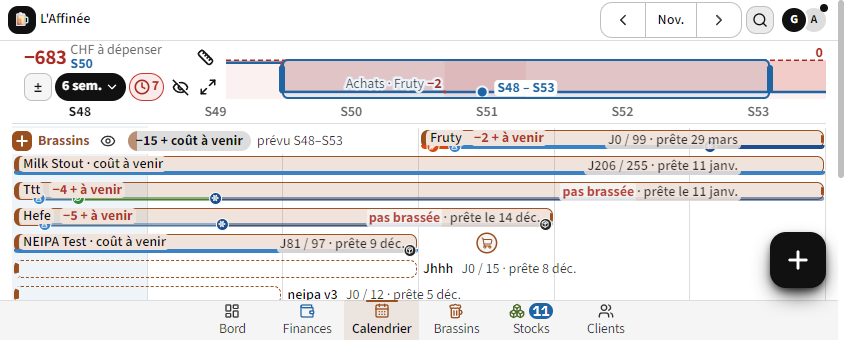 L'Affinée
Nov.
G
A
−683 CHF à dépenser
S50
0
± 6 sem. 7
Achats · Fruty −2
S48 – S53
S48 S49 S50 S51 S52 S53
Brassins −15 + coût à venir prévu S48–S53
Fruty −2 + à venir J0 / 99 · prête 29 mars
Milk Stout · coût à venir J206 / 255 · prête 11 janv.
Ttt −4 + à venir pas brassée · prête le 11 janv.
Hefe −5 + à venir pas brassée · prête le 14 déc.
NEIPA Test · coût à venir J81 / 97 · prête 9 déc.
Jhhh J0 / 15 · prête 8 déc.
neipa v3 J0 / 12 · prête 5 déc.
Bord Finances Calendrier Brassins Stocks 11 Clients